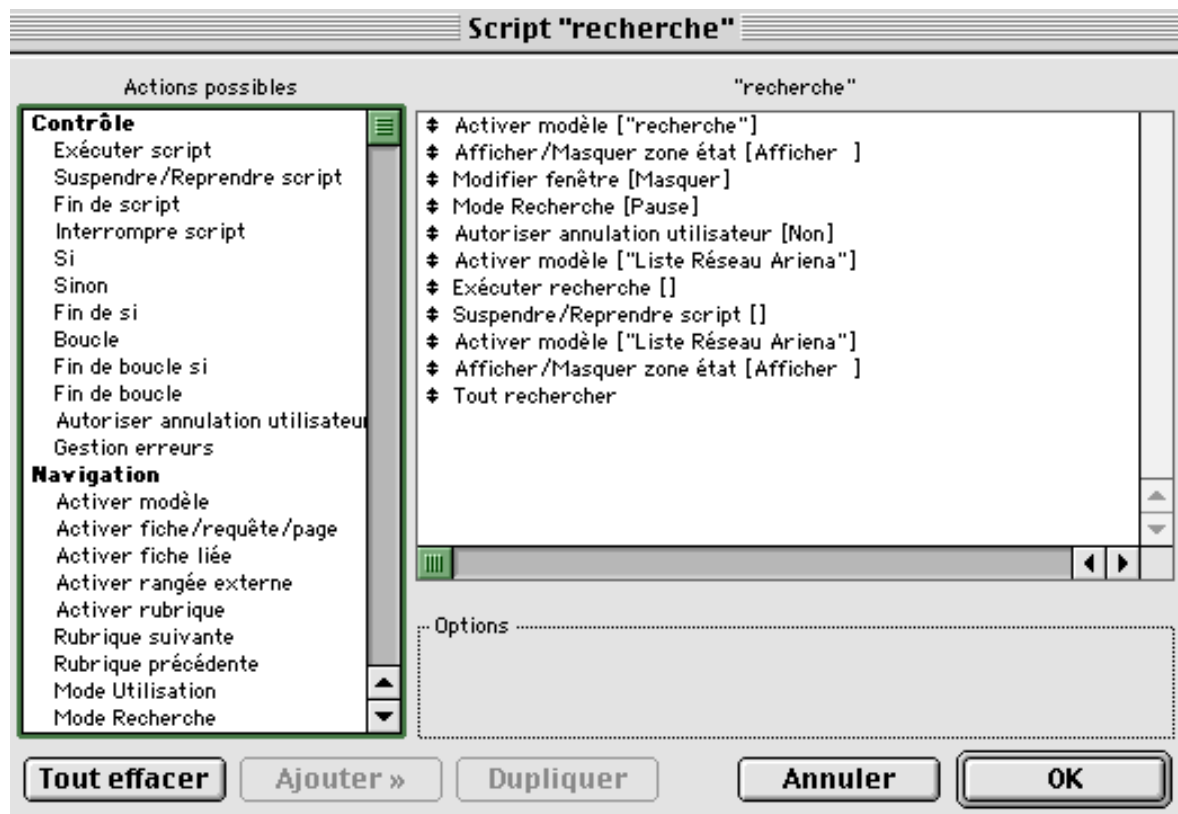 Script "recherche"
Actions possibles
Contrôle
Exécuter script
Suspendre/Reprendre script
Fin de script
Interrompre script
Si
Sinon
Fin de si
Boucle
Fin de boucle si
Fin de boucle
Autoriser annulation utilisateu
Gestion erreurs
Navigation
Activer modèle
Activer fiche/requête/page
Activer fiche liée
Activer rangée externe
Activer rubrique
Rubrique suivante
Rubrique précédente
Mode Utilisation
Mode Recherche
"recherche"
Activer modèle ["recherche"]
Afficher/Masquer zone état [Afficher ]
Modifier fenêtre [Masquer]
Mode Recherche [Pause]
Autoriser annulation utilisateur [Non]
Activer modèle ["Liste Réseau Ariena"]
Exécuter recherche []
Suspendre/Reprendre script []
Activer modèle ["Liste Réseau Ariena"]
Afficher/Masquer zone état [Afficher ]
Tout rechercher
Options
Tout effacer
Ajouter »
Dupliquer
Annuler
OK